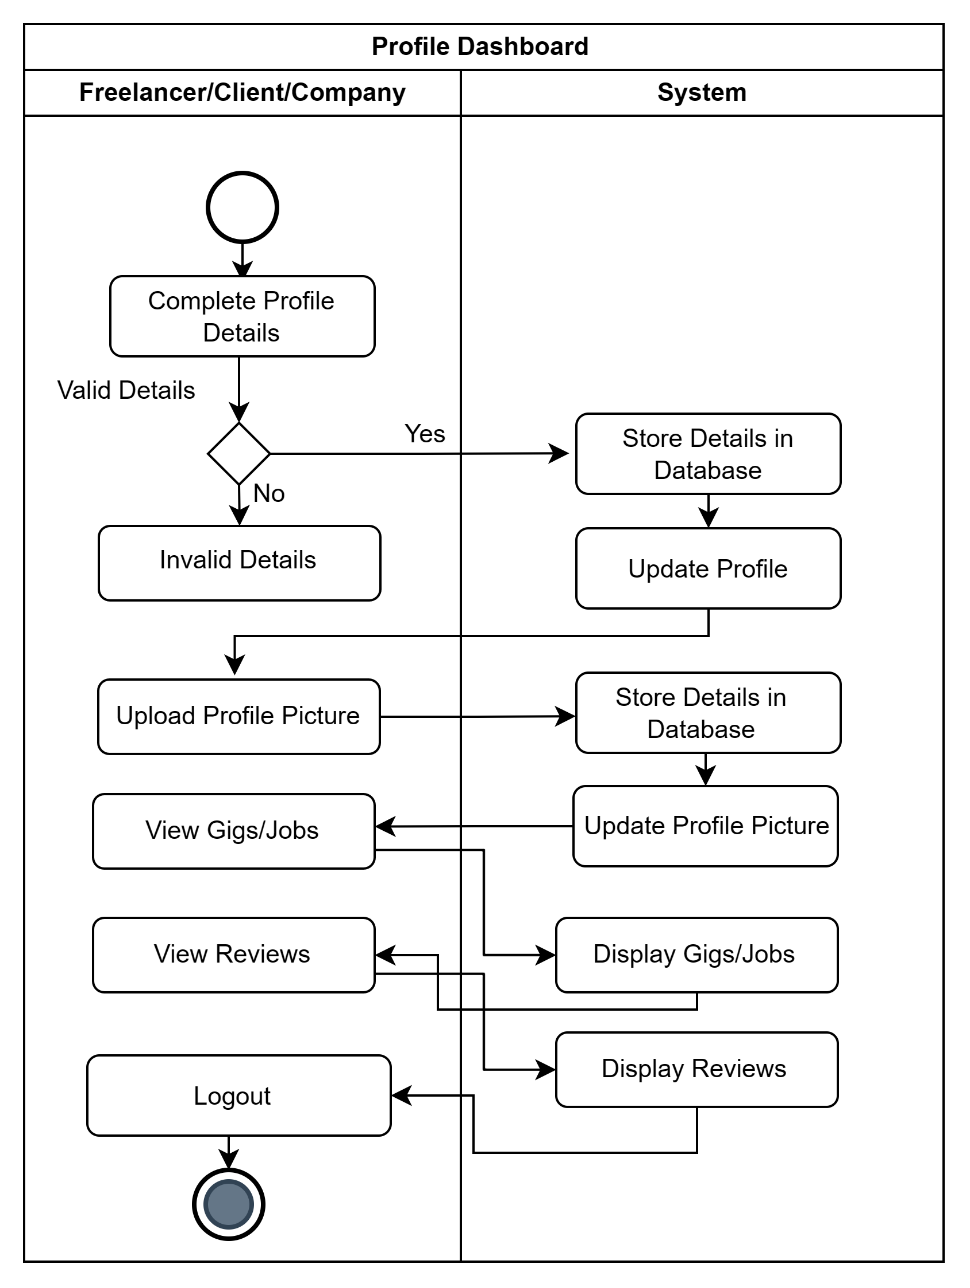 Profile Dashboard
Freelancer/Client/Company
System
Complete Profile
Details
Valid Details
Yes
Store Details in
Database
No
Invalid Details
Update Profile
Upload Profile Picture
Store Details in
Database
View Gigs/Jobs
Update Profile Picture
View Reviews
Display Gigs/Jobs
Display Reviews
Logout